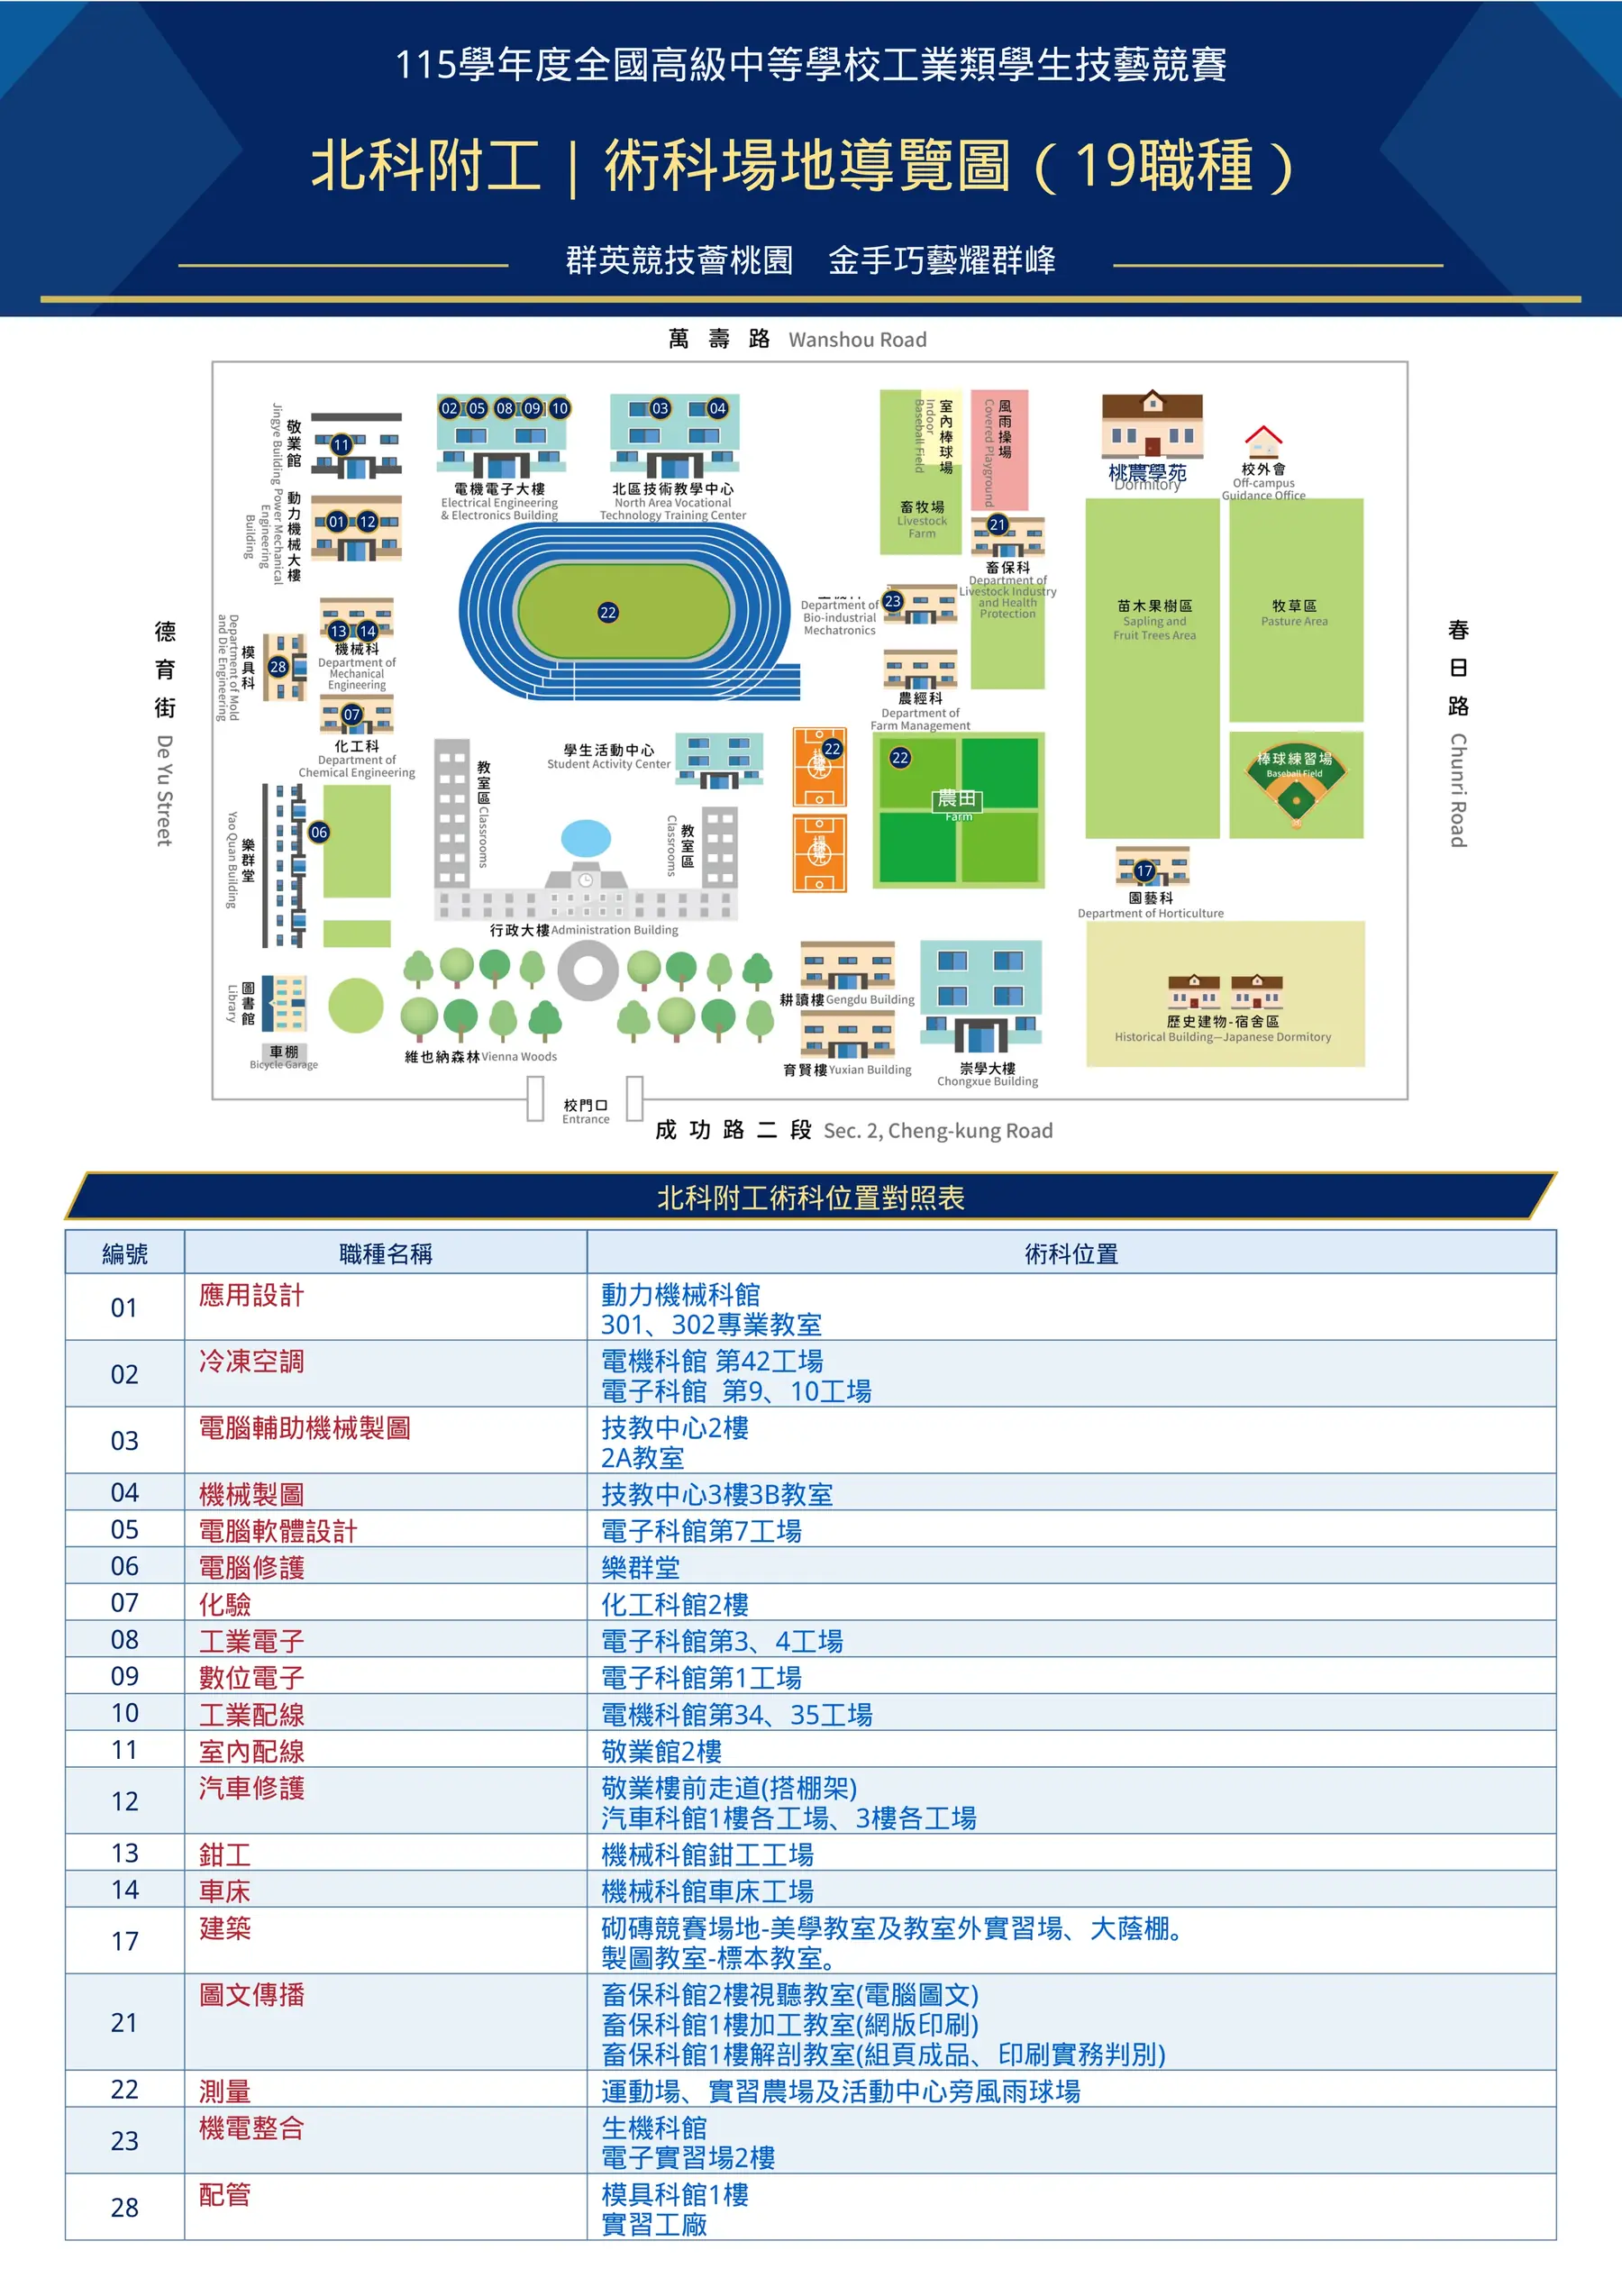 115學年度全國高級中等學校工業類學生技藝競賽
北科附工｜術科場地導覽圖（19職種）
群英競技薈桃園　金手巧藝耀群峰
萬壽路 Wanshou Road
德育街 De Yu Street
春日路 Chunri Road
敬業館
Jingye Building
11
02 05 08 09 10
電機電子大樓
Electrical Engineering
& Electronics Building
03 04
北區技術教學中心
North Area Vocational
Technology Training Center
室內棒球場
Indoor
Baseball Field
風雨操場
Covered Playground
畜牧場
Livestock
Farm
桃農學苑
Dormitory
校外會
Off-campus
Guidance Office
動力機械大樓
Power Mechanical
Engineering
Building
01 12
21
畜保科
Department of
Livestock Industry
and Health
Protection
22
23
Department of
Bio-industrial
Mechatronics
苗木果樹區
Sapling and
Fruit Trees Area
牧草區
Pasture Area
13 14
機械科
Department of
Mechanical
Engineering
模具科
Department of Mold
and Die Engineering
28
農經科
Department of
Farm Management
07
化工科
Department of
Chemical Engineering
學生活動中心
Student Activity Center
22
22
農田
Farm
棒球練習場
Baseball Field
教室區 Classrooms
教室區
Classrooms
06
樂群堂
Yao Quan Building
17
園藝科
Department of Horticulture
行政大樓 Administration Building
圖書館
Library
車棚
Bicycle Garage
維也納森林 Vienna Woods
耕讀樓 Gengdu Building
育賢樓 Yuxian Building
崇學大樓
Chongxue Building
歷史建物-宿舍區
Historical Building—Japanese Dormitory
校門口
Entrance
成功路二段 Sec. 2, Cheng-kung Road
北科附工術科位置對照表
編號 職種名稱 術科位置
01 應用設計 動力機械科館
301、302專業教室
02 冷凍空調 電機科館 第42工場
電子科館 第9、10工場
03 電腦輔助機械製圖 技教中心2樓
2A教室
04 機械製圖 技教中心3樓3B教室
05 電腦軟體設計 電子科館第7工場
06 電腦修護 樂群堂
07 化驗 化工科館2樓
08 工業電子 電子科館第3、4工場
09 數位電子 電子科館第1工場
10 工業配線 電機科館第34、35工場
11 室內配線 敬業館2樓
12 汽車修護 敬業樓前走道(搭棚架)
汽車科館1樓各工場、3樓各工場
13 鉗工 機械科館鉗工工場
14 車床 機械科館車床工場
17 建築 砌磚競賽場地-美學教室及教室外實習場、大蔭棚。
製圖教室-標本教室。
21 圖文傳播 畜保科館2樓視聽教室(電腦圖文)
畜保科館1樓加工教室(網版印刷)
畜保科館1樓解剖教室(組頁成品、印刷實務判別)
22 測量 運動場、實習農場及活動中心旁風雨球場
23 機電整合 生機科館
電子實習場2樓
28 配管 模具科館1樓
實習工廠